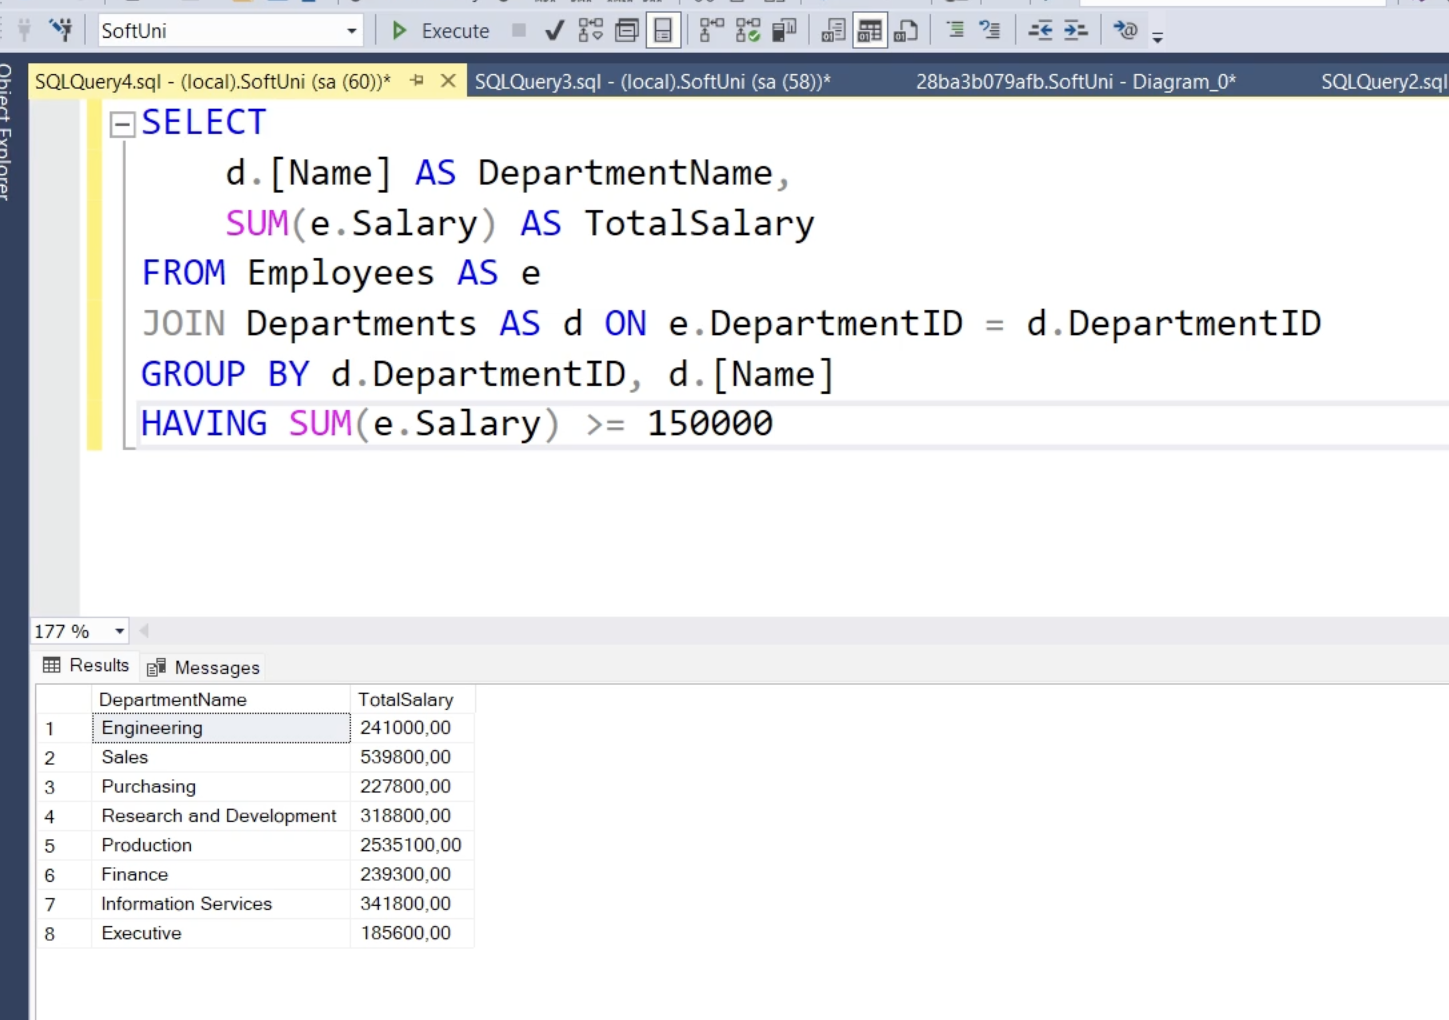 SoftUni
Execute
SQLQuery4.sql - (local).SoftUni (sa (60))*
SQLQuery3.sql - (local).SoftUni (sa (58))*
28ba3b079afb.SoftUni - Diagram_0*
SQLQuery2.sql
Object Explorer
SELECT
d.[Name] AS DepartmentName,
SUM(e.Salary) AS TotalSalary
FROM Employees AS e
JOIN Departments AS d ON e.DepartmentID = d.DepartmentID
GROUP BY d.DepartmentID, d.[Name]
HAVING SUM(e.Salary) >= 150000
177 %
Results Messages
DepartmentName TotalSalary
1 Engineering 241000,00
2 Sales 539800,00
3 Purchasing 227800,00
4 Research and Development 318800,00
5 Production 2535100,00
6 Finance 239300,00
7 Information Services 341800,00
8 Executive 185600,00